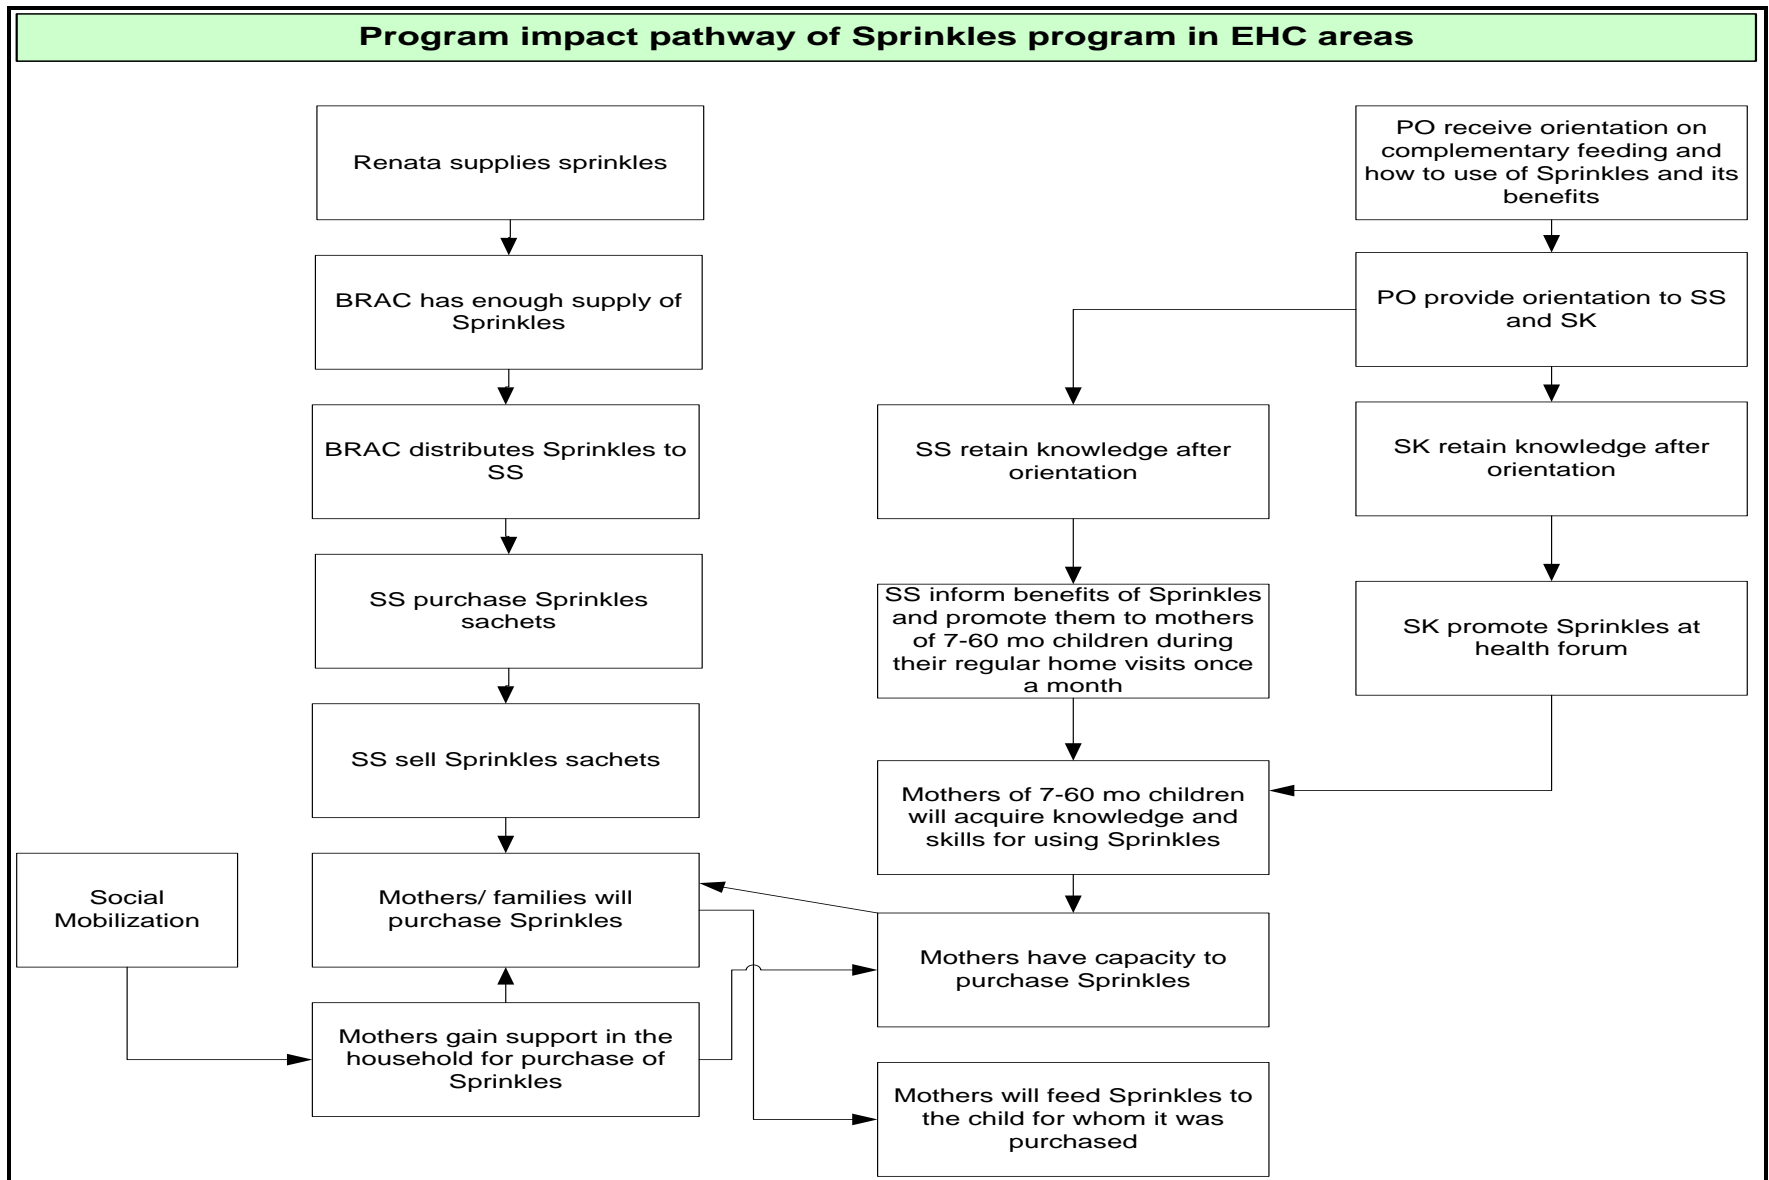 Program impact pathway of Sprinkles program in EHC areas
Renata supplies sprinkles
BRAC has enough supply of
Sprinkles
BRAC distributes Sprinkles to
SS
SS purchase Sprinkles
sachets
SS sell Sprinkles sachets
Social
Mobilization
Mothers/ families will
purchase Sprinkles
Mothers gain support in the
household for purchase of
Sprinkles
PO receive orientation on
complementary feeding and
how to use of Sprinkles and its
benefits
PO provide orientation to SS
and SK
SS retain knowledge after
orientation
SK retain knowledge after
orientation
SS inform benefits of Sprinkles
and promote them to mothers
of 7-60 mo children during
their regular home visits once
a month
SK promote Sprinkles at
health forum
Mothers of 7-60 mo children
will acquire knowledge and
skills for using Sprinkles
Mothers have capacity to
purchase Sprinkles
Mothers will feed Sprinkles to
the child for whom it was
purchased